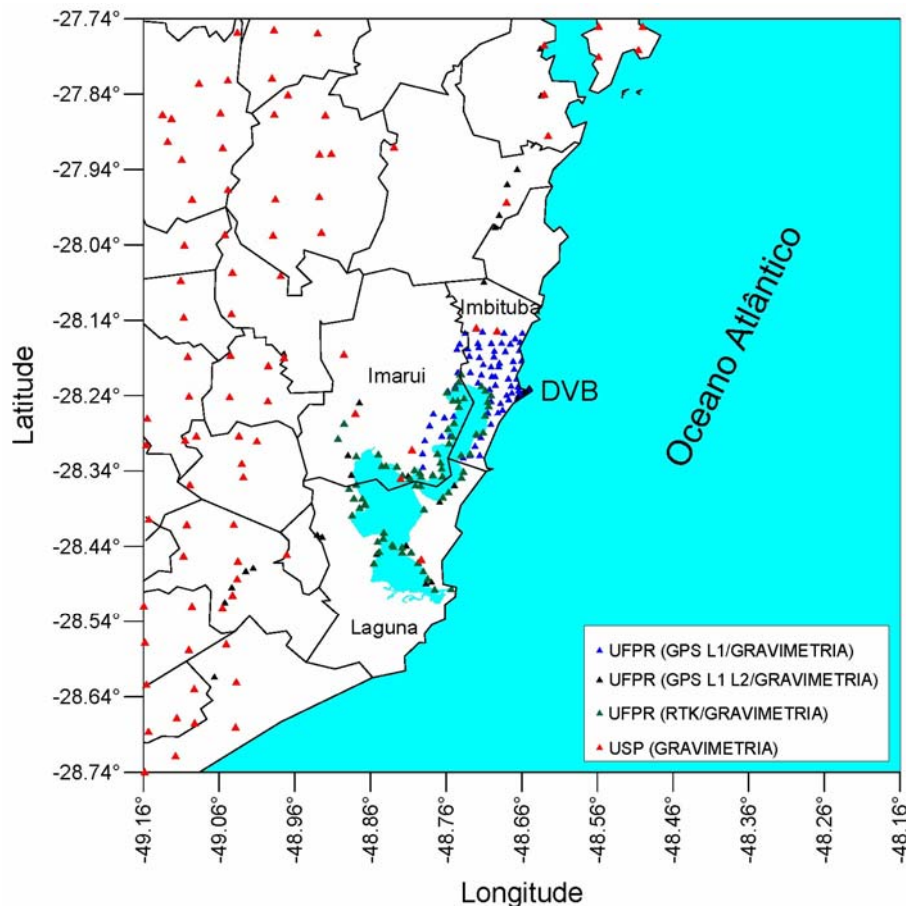 -27.74°
-27.84°
-27.94°
-28.04°
-28.14°
-28.24°
-28.34°
-28.44°
-28.54°
-28.64°
-28.74°
Latitude
Imbituba
Imarui
DVB
Laguna
Oceano Atlântico
UFPR (GPS L1/GRAVIMETRIA)
UFPR (GPS L1 L2/GRAVIMETRIA)
UFPR (RTK/GRAVIMETRIA)
USP (GRAVIMETRIA)
-49.16°
-49.06°
-48.96°
-48.86°
-48.76°
-48.66°
-48.56°
-48.46°
-48.36°
-48.26°
-48.16°
Longitude